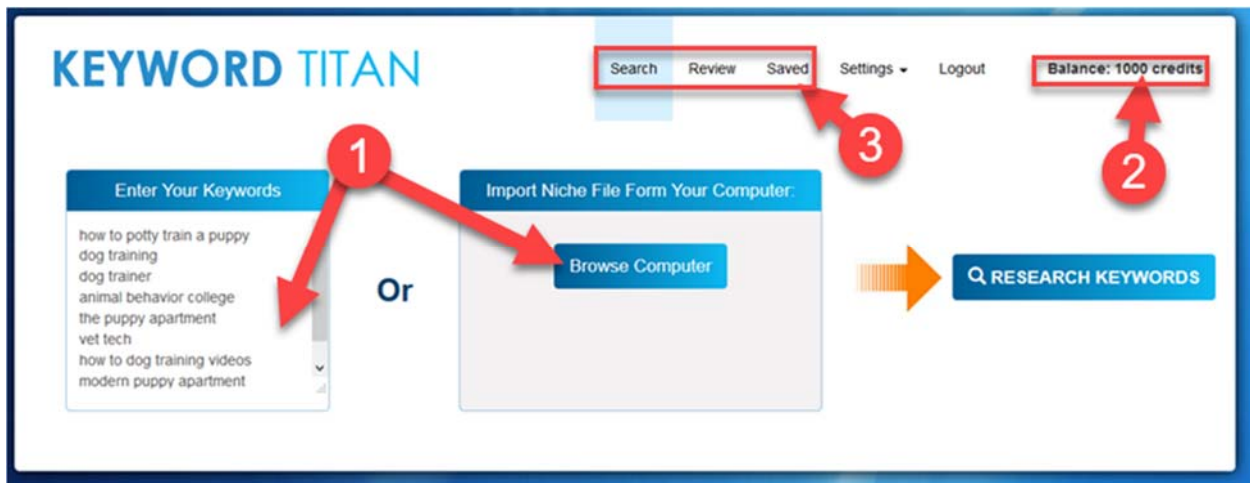 KEYWORD TITAN
Search Review Saved Settings Logout Balance: 1000 credits
1
3
2
Enter Your Keywords
how to potty train a puppy
dog training
dog trainer
animal behavior college
the puppy apartment
vet tech
how to dog training videos
modern puppy apartment
Or
Import Niche File Form Your Computer:
Browse Computer
RESEARCH KEYWORDS